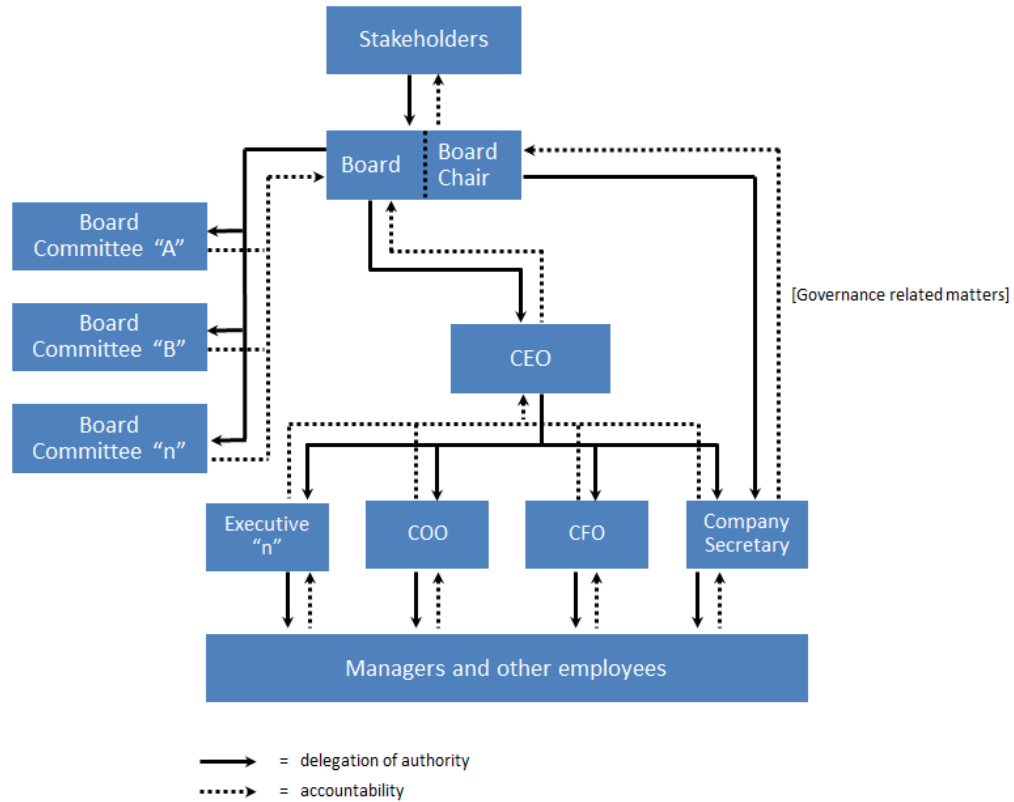 Stakeholders
Board
Board
Chair
Board
Committee “A”
Board
Committee “B”
Board
Committee “n”
[Governance related matters]
CEO
Executive
“n”
COO
CFO
Company
Secretary
Managers and other employees
= delegation of authority
= accountability